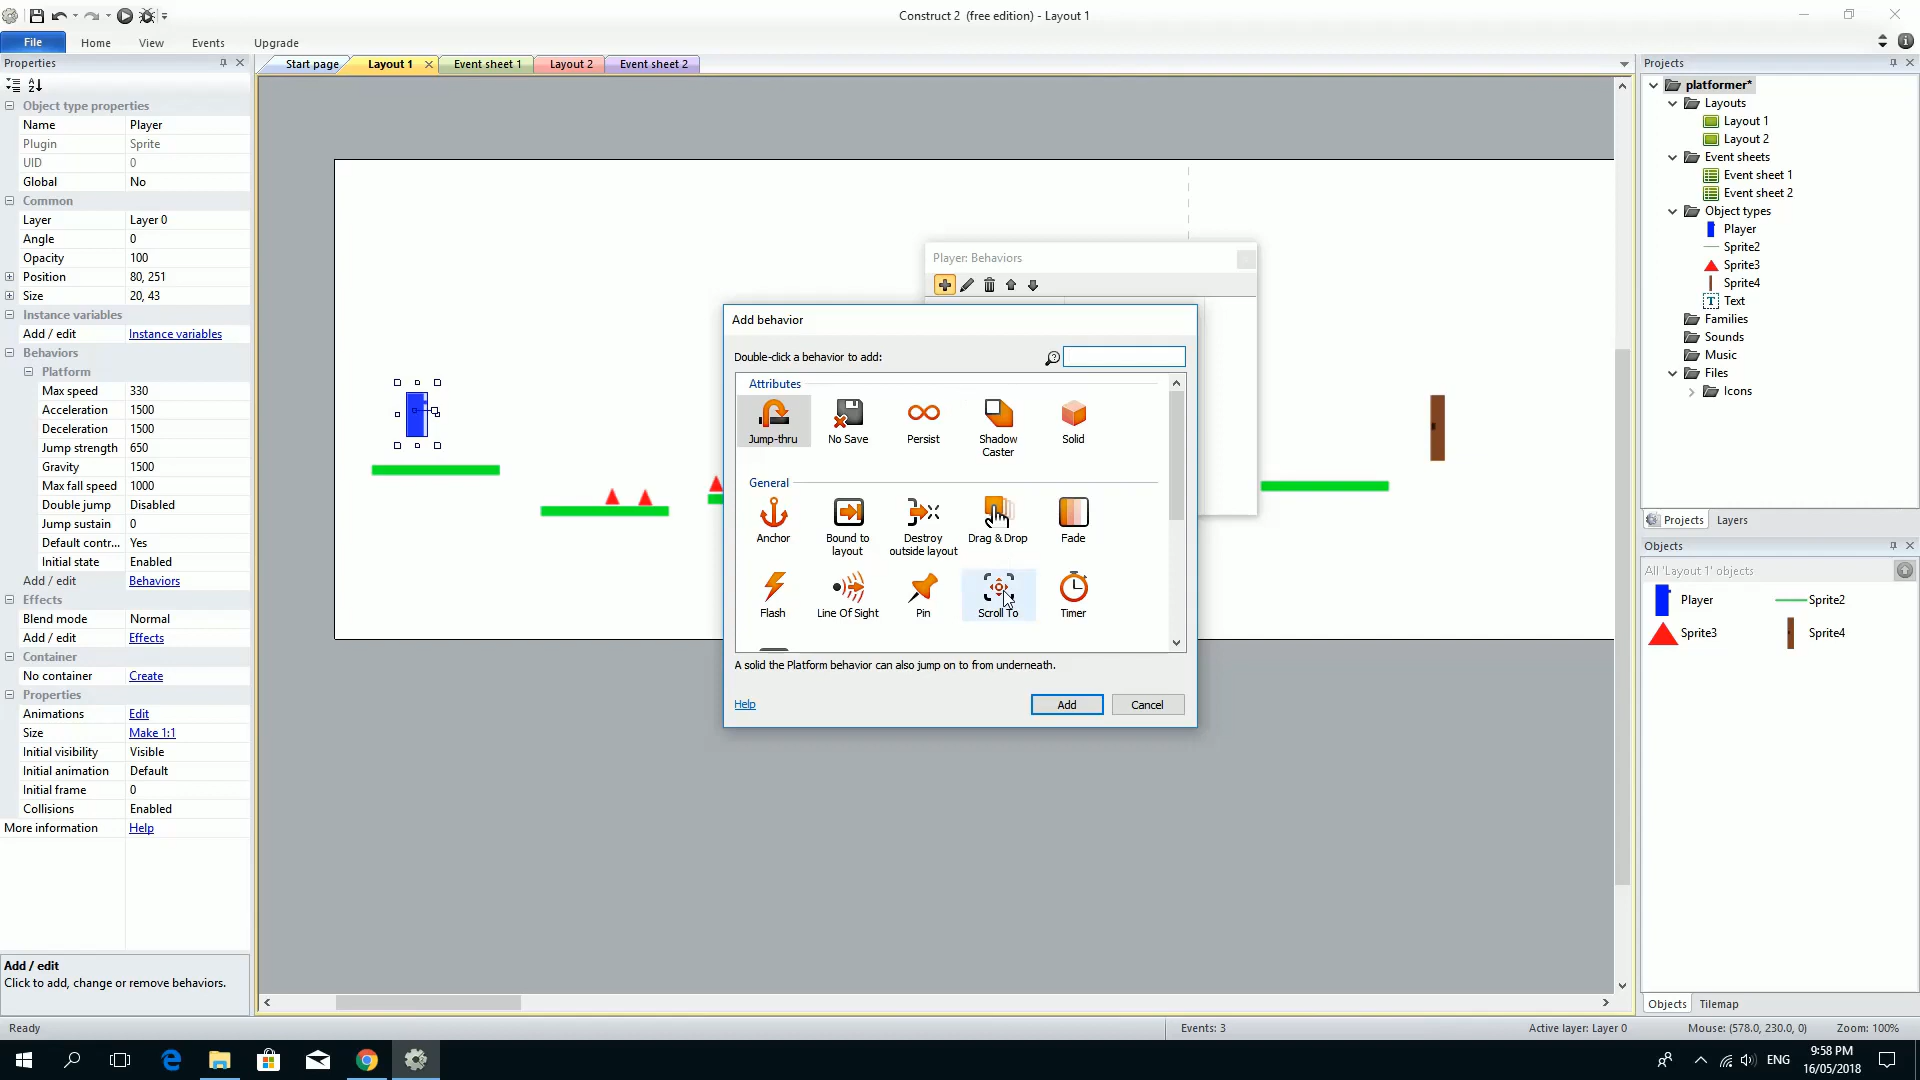 Construct 2 (free edition) - Layout 1
File
Home
View
Events
Upgrade
Properties
Start page
Layout 1
Event sheet 1
Layout 2
Event sheet 2
Projects
Object type properties
Name Player
Plugin Sprite
UID 0
Global No
Common
Layer Layer 0
Angle 0
Opacity 100
Position 80, 251
Size 20, 43
Instance variables
Add / edit Instance variables
Behaviors
Platform
Max speed 330
Acceleration 1500
Deceleration 1500
Jump strength 650
Gravity 1500
Max fall speed 1000
Double jump Disabled
Jump sustain 0
Default contr... Yes
Initial state Enabled
Add / edit Behaviors
Effects
Blend mode Normal
Add / edit Effects
Container
No container Create
Properties
Animations Edit
Size Make 1:1
Initial visibility Visible
Initial animation Default
Initial frame 0
Collisions Enabled
More information Help
Add / edit
Click to add, change or remove behaviors.
Player: Behaviors
Add behavior
Double-click a behavior to add:
Attributes
Jump-thru
No Save
Persist
Shadow
Caster
Solid
General
Anchor
Bound to
layout
Destroy
outside layout
Drag & Drop
Fade
Flash
Line Of Sight
Pin
Scroll To
Timer
A solid the Platform behavior can also jump on to from underneath.
Help
Add
Cancel
platformer*
Layouts
Layout 1
Layout 2
Event sheets
Event sheet 1
Event sheet 2
Object types
Player
Sprite2
Sprite3
Sprite4
T Text
Families
Sounds
Music
Files
Icons
Projects
Layers
Objects
All 'Layout 1' objects
Player
Sprite2
Sprite3
Sprite4
Objects
Tilemap
Ready
Events: 3
Active layer: Layer 0
Mouse: (578.0, 230.0, 0)
Zoom: 100%
ENG
9:58 PM
16/05/2018